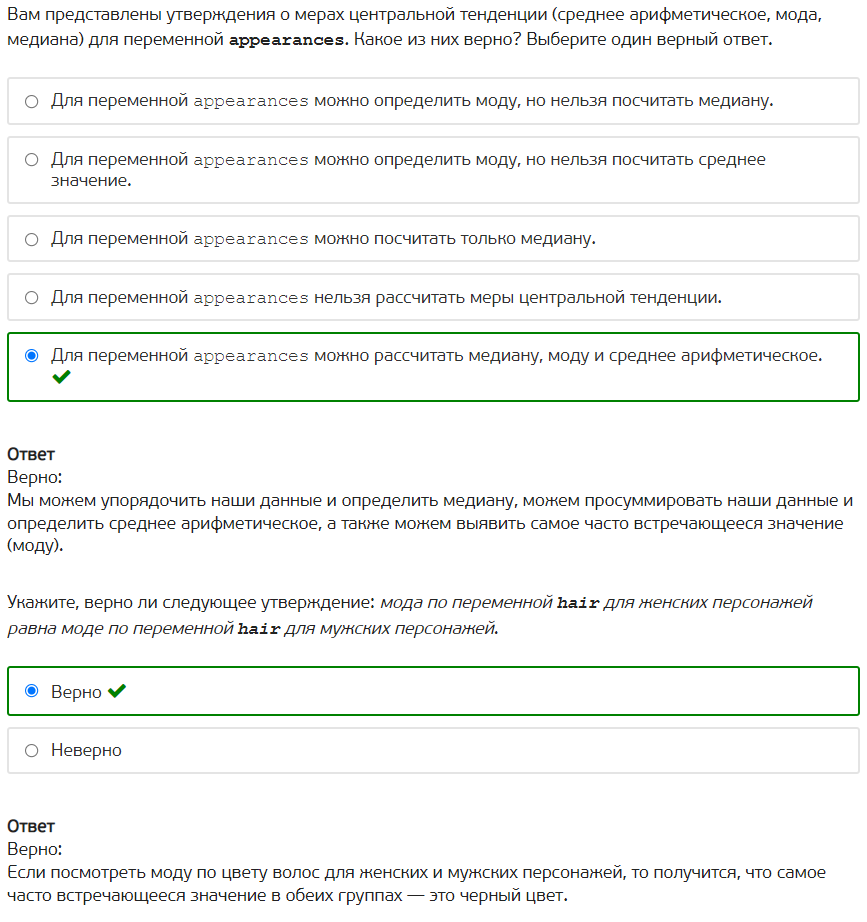 Вам представлены утверждения о мерах центральной тенденции (среднее арифметическое, мода,
медиана) для переменной appearances. Какое из них верно? Выберите один верный ответ.
Для переменной appearances можно определить моду, но нельзя посчитать медиану.
Для переменной appearances можно определить моду, но нельзя посчитать среднее
значение.
Для переменной appearances можно посчитать только медиану.
Для переменной appearances нельзя рассчитать меры центральной тенденции.
Для переменной appearances можно рассчитать медиану, моду и среднее арифметическое.
Ответ
Верно:
Мы можем упорядочить наши данные и определить медиану, можем просуммировать наши данные и
определить среднее арифметическое, а также можем выявить самое часто встречающееся значение
(моду).
Укажите, верно ли следующее утверждение: мода по переменной hair для женских персонажей
равна моде по переменной hair для мужских персонажей.
Верно
Неверно
Ответ
Верно:
Если посмотреть моду по цвету волос для женских и мужских персонажей, то получится, что самое
часто встречающееся значение в обеих группах — это черный цвет.